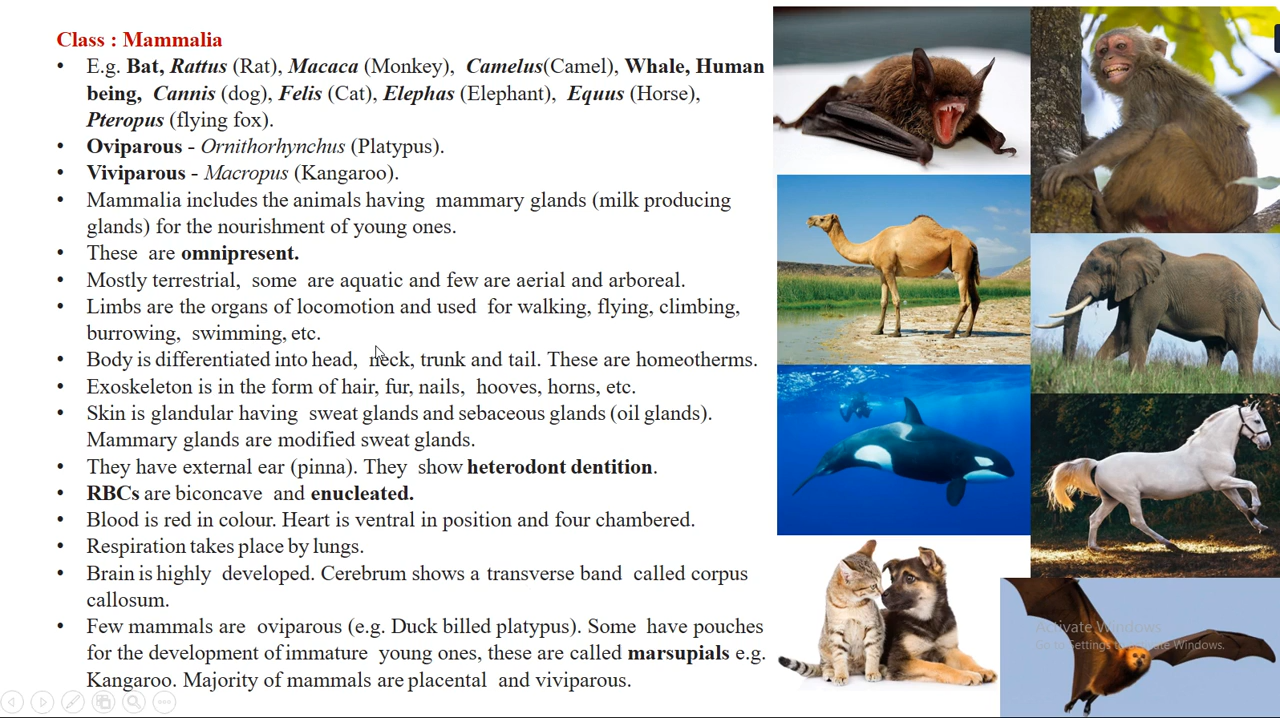 Class : Mammalia
• E.g. Bat, Rattus (Rat), Macaca (Monkey), Camelus(Camel), Whale, Human
being, Cannis (dog), Felis (Cat), Elephas (Elephant), Equus (Horse),
Pteropus (flying fox).
• Oviparous - Ornithorhynchus (Platypus).
• Viviparous - Macropus (Kangaroo).
• Mammalia includes the animals having mammary glands (milk producing
glands) for the nourishment of young ones.
• These are omnipresent.
• Mostly terrestrial, some are aquatic and few are aerial and arboreal.
• Limbs are the organs of locomotion and used for walking, flying, climbing,
burrowing, swimming, etc.
• Body is differentiated into head, neck, trunk and tail. These are homeotherms.
• Exoskeleton is in the form of hair, fur, nails, hooves, horns, etc.
• Skin is glandular having sweat glands and sebaceous glands (oil glands).
Mammary glands are modified sweat glands.
• They have external ear (pinna). They show heterodont dentition.
• RBCs are biconcave and enucleated.
• Blood is red in colour. Heart is ventral in position and four chambered.
• Respiration takes place by lungs.
• Brain is highly developed. Cerebrum shows a transverse band called corpus
callosum.
• Few mammals are oviparous (e.g. Duck billed platypus). Some have pouches
for the development of immature young ones, these are called marsupials e.g.
Kangaroo. Majority of mammals are placental and viviparous.
Activate Windows
Go to Settings to activate Windows.